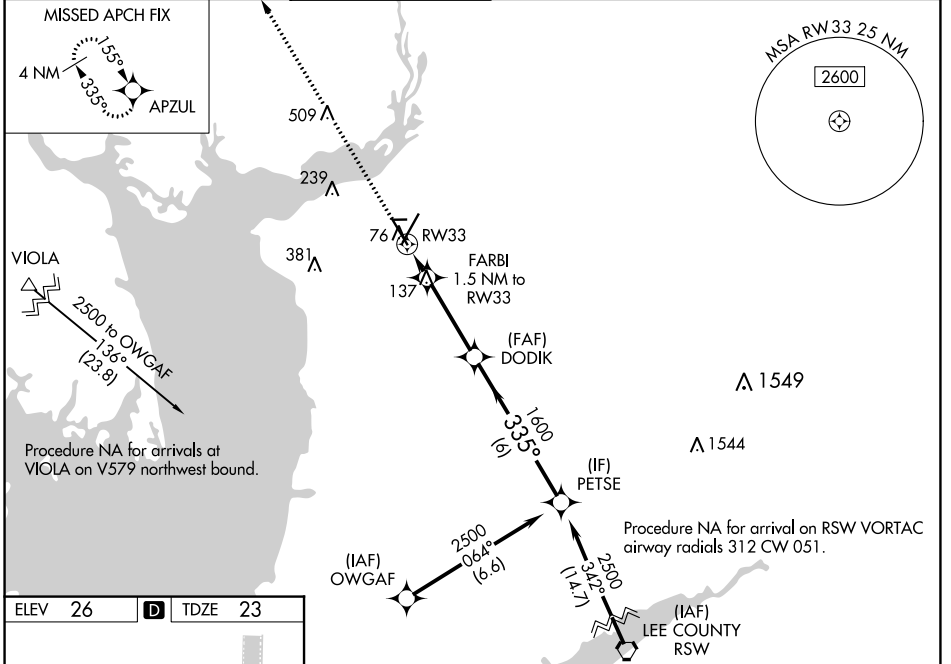 MISSED APCH FIX
4 NM
155°
335°
APZUL
MSA RW33 25 NM
2600
509
239
76
RW33
381
FARBI
1.5 NM to
RW33
137
VIOLA
2500 to OWGAF
136°
(23.8)
(FAF)
DODIK
1549
1600
335°
(6)
1544
Procedure NA for arrivals at
VIOLA on V579 northwest bound.
(IF)
PETSE
Procedure NA for arrival on RSW VORTAC
airway radials 312 CW 051.
2500
064°
(6.6)
(IAF)
OWGAF
2500
342°
(14.7)
(IAF)
LEE COUNTY
RSW
ELEV 26 D TDZE 23